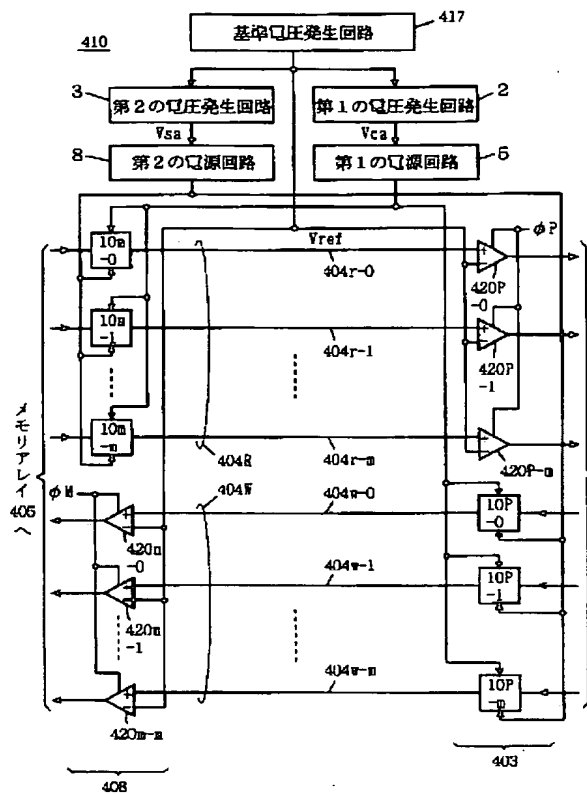 410
基準電圧発生回路
417
3
第2の電圧発生回路
第1の電圧発生回路
2
Vsa
Vca
8
第2の電源回路
第1の電源回路
5
10m
-0
Vref
φP
404r-0
420P
-0
10m
-1
404r-1
420P
-1
10m
-m
404R
404r-m
420P-m
メモリアレイ
405
へ
φM
404W
404w-0
10P
-0
420m
-0
404w-1
10P
-1
420m
-1
404w-m
10P
-m
420m-m
408
403